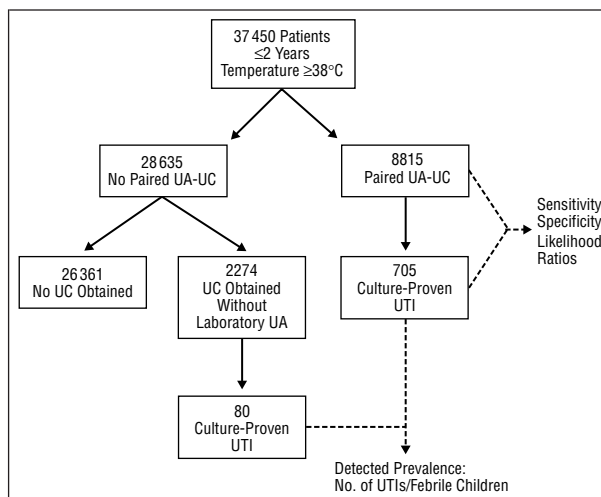 37 450 Patients
≤2 Years
Temperature ≥38°C
28 635
No Paired UA-UC
8815
Paired UA-UC
Sensitivity
Specificity
Likelihood
Ratios
26 361
No UC Obtained
2274
UC Obtained
Without
Laboratory UA
705
Culture-Proven
UTI
80
Culture-Proven
UTI
Detected Prevalence:
No. of UTIs/Febrile Children